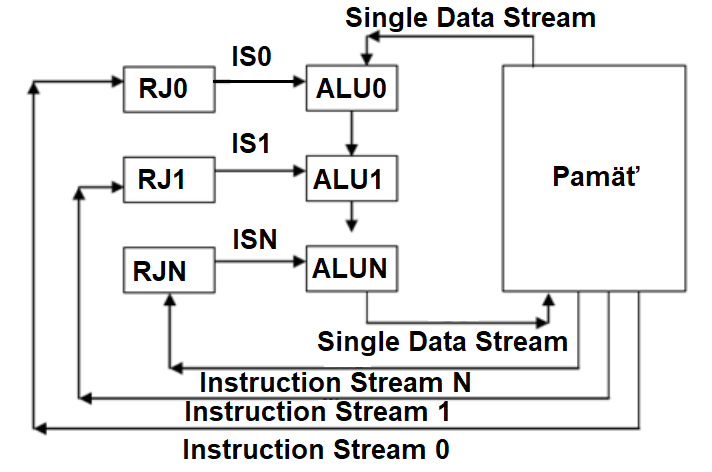 Single Data Stream
IS0
RJ0
ALU0
IS1
RJ1
ALU1
Pamäť
ISN
RJN
ALUN
Single Data Stream
Instruction Stream N
Instruction Stream 1
Instruction Stream 0